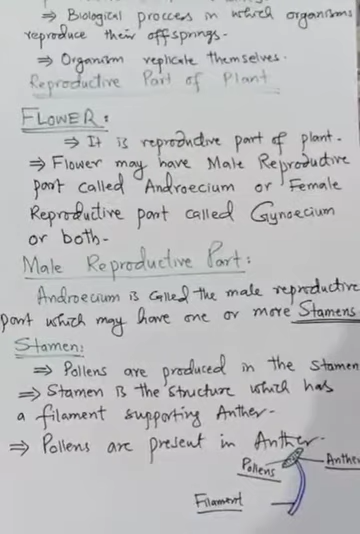 ⇒ Biological process in which organisms
reproduce their offsprings.
⇒ Organism replicate themselves.
Reproductive Part of Plant
FLOWER:
⇒ It is reproductive part of plant.
⇒ Flower may have Male Reproductive
part called Androecium or Female
Reproductive part called Gynoecium
or both.
Male Reproductive Part:
Androecium is called the male reproductive
part which may have one or more Stamens
Stamen:
⇒ Pollens are produced in the stamen
⇒ Stamen is the structure which has
a filament supporting Anther.
⇒ Pollens are present in Anther.
Pollens
Anther
Filament